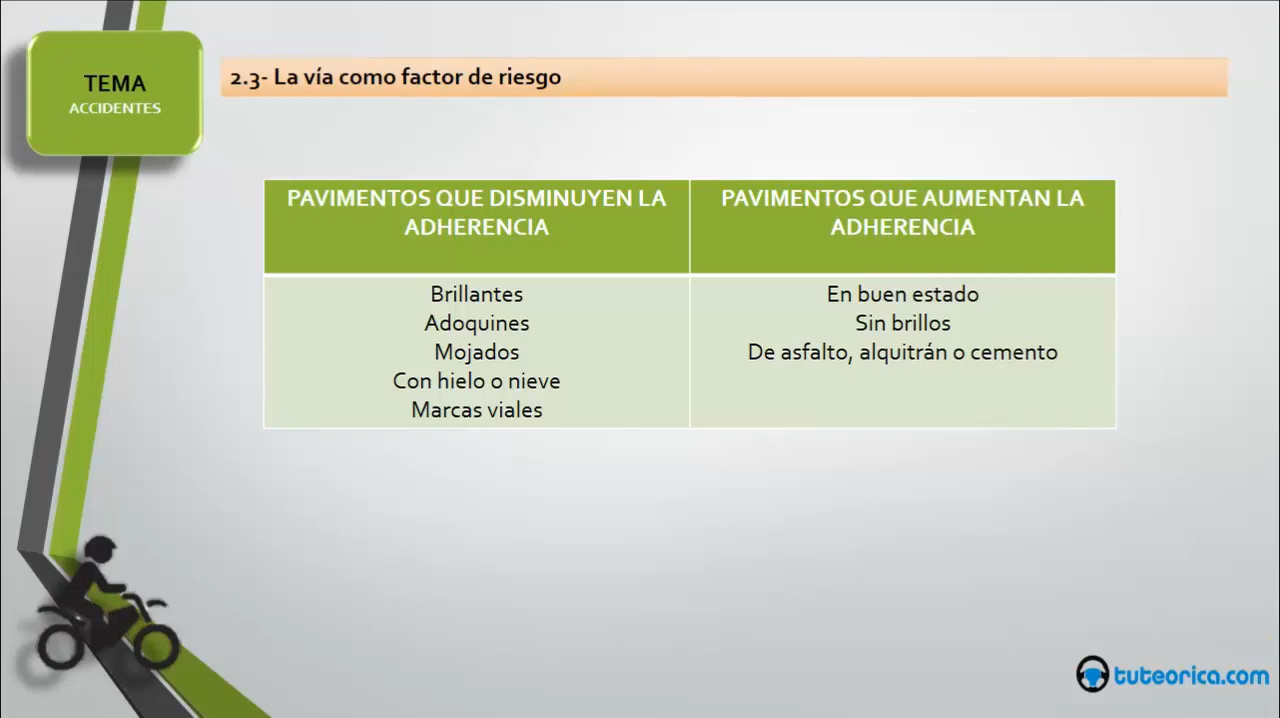 TEMA
ACCIDENTES
2.3- La vía como factor de riesgo
PAVIMENTOS QUE DISMINUYEN LA
ADHERENCIA
PAVIMENTOS QUE AUMENTAN LA
ADHERENCIA
Brillantes
Adoquines
Mojados
Con hielo o nieve
Marcas viales
En buen estado
Sin brillos
De asfalto, alquitrán o cemento
tuteorica.com